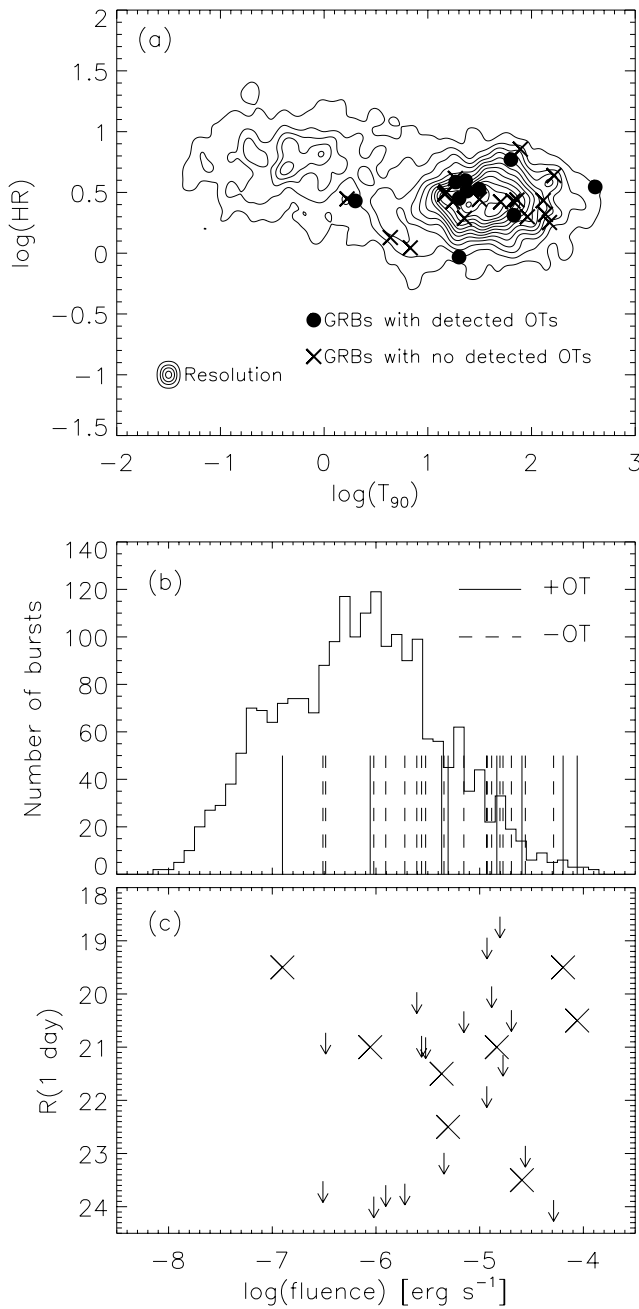 2
(a)
1.5
1
0.5
0
−0.5
−1
−1.5
log(HR)
GRBs with detected OTs
GRBs with no detected OTs
Resolution
−2 −1 0 1 2 3
log(T90)
140
120
100
80
60
40
20
0
Number of bursts
(b)
+OT
−OT
18
19
20
21
22
23
24
R(1 day)
(c)
−8 −7 −6 −5 −4
log(fluence) [erg s−1]